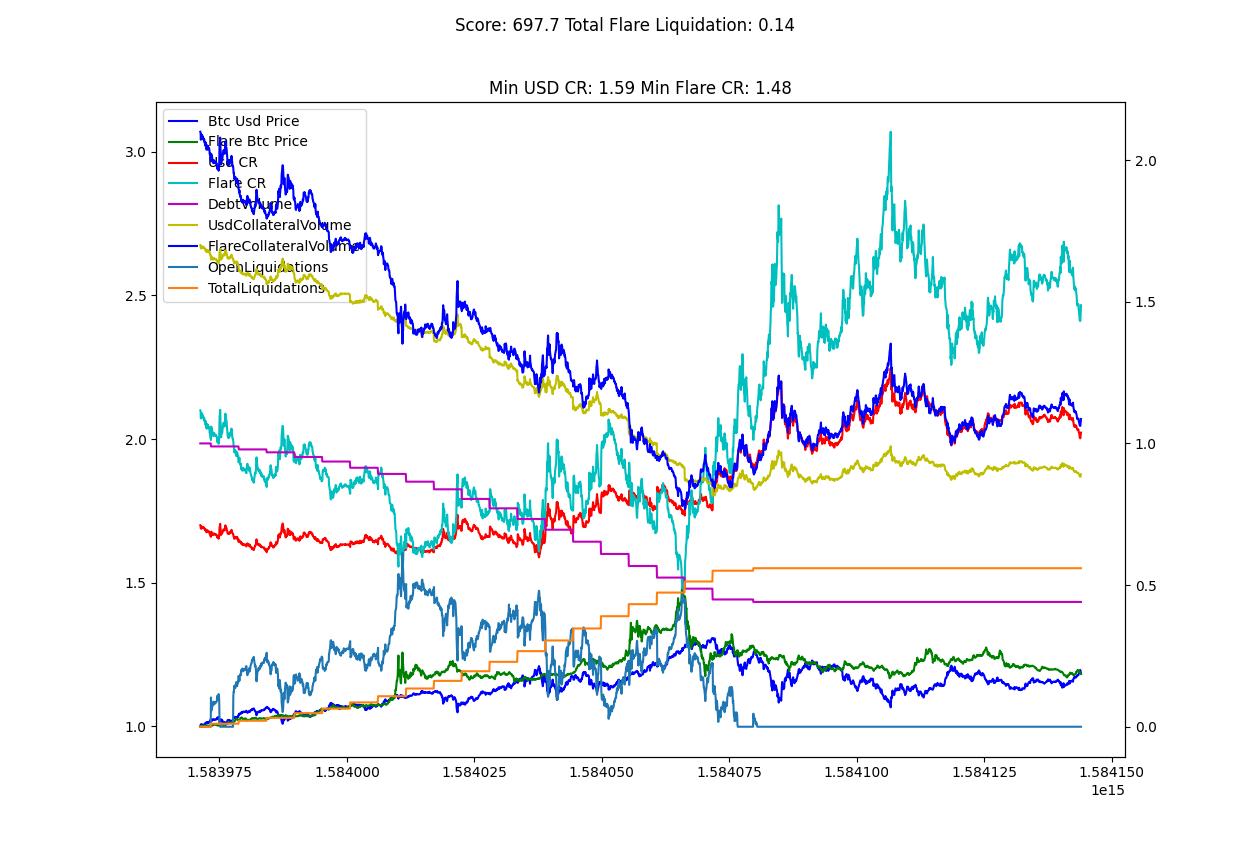 Score: 697.7 Total Flare Liquidation: 0.14
Min USD CR: 1.59 Min Flare CR: 1.48
Btc Usd Price
Flare Btc Price
Usd CR
Flare CR
DebtVolume
UsdCollateralVolume
FlareCollateralVolume
OpenLiquidations
TotalLiquidations
3.0
2.5
2.0
1.5
1.0
2.0
1.5
1.0
0.5
0.0
1.583975
1.584000
1.584025
1.584050
1.584075
1.584100
1.584125
1.584150
1e15